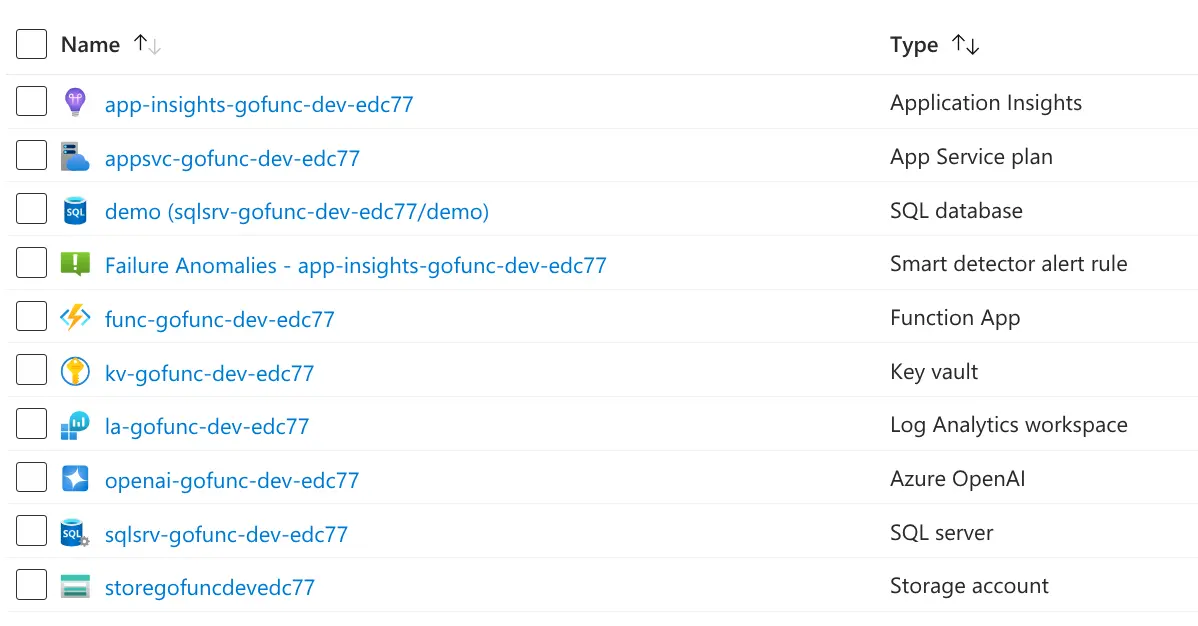 Name ↑↓ Type ↑↓
app-insights-gofunc-dev-edc77 Application Insights
appsvc-gofunc-dev-edc77 App Service plan
SQL demo (sqlsrv-gofunc-dev-edc77/demo) SQL database
Failure Anomalies - app-insights-gofunc-dev-edc77 Smart detector alert rule
func-gofunc-dev-edc77 Function App
kv-gofunc-dev-edc77 Key vault
la-gofunc-dev-edc77 Log Analytics workspace
openai-gofunc-dev-edc77 Azure OpenAI
SQL sqlsrv-gofunc-dev-edc77 SQL server
storegofuncdevedc77 Storage account